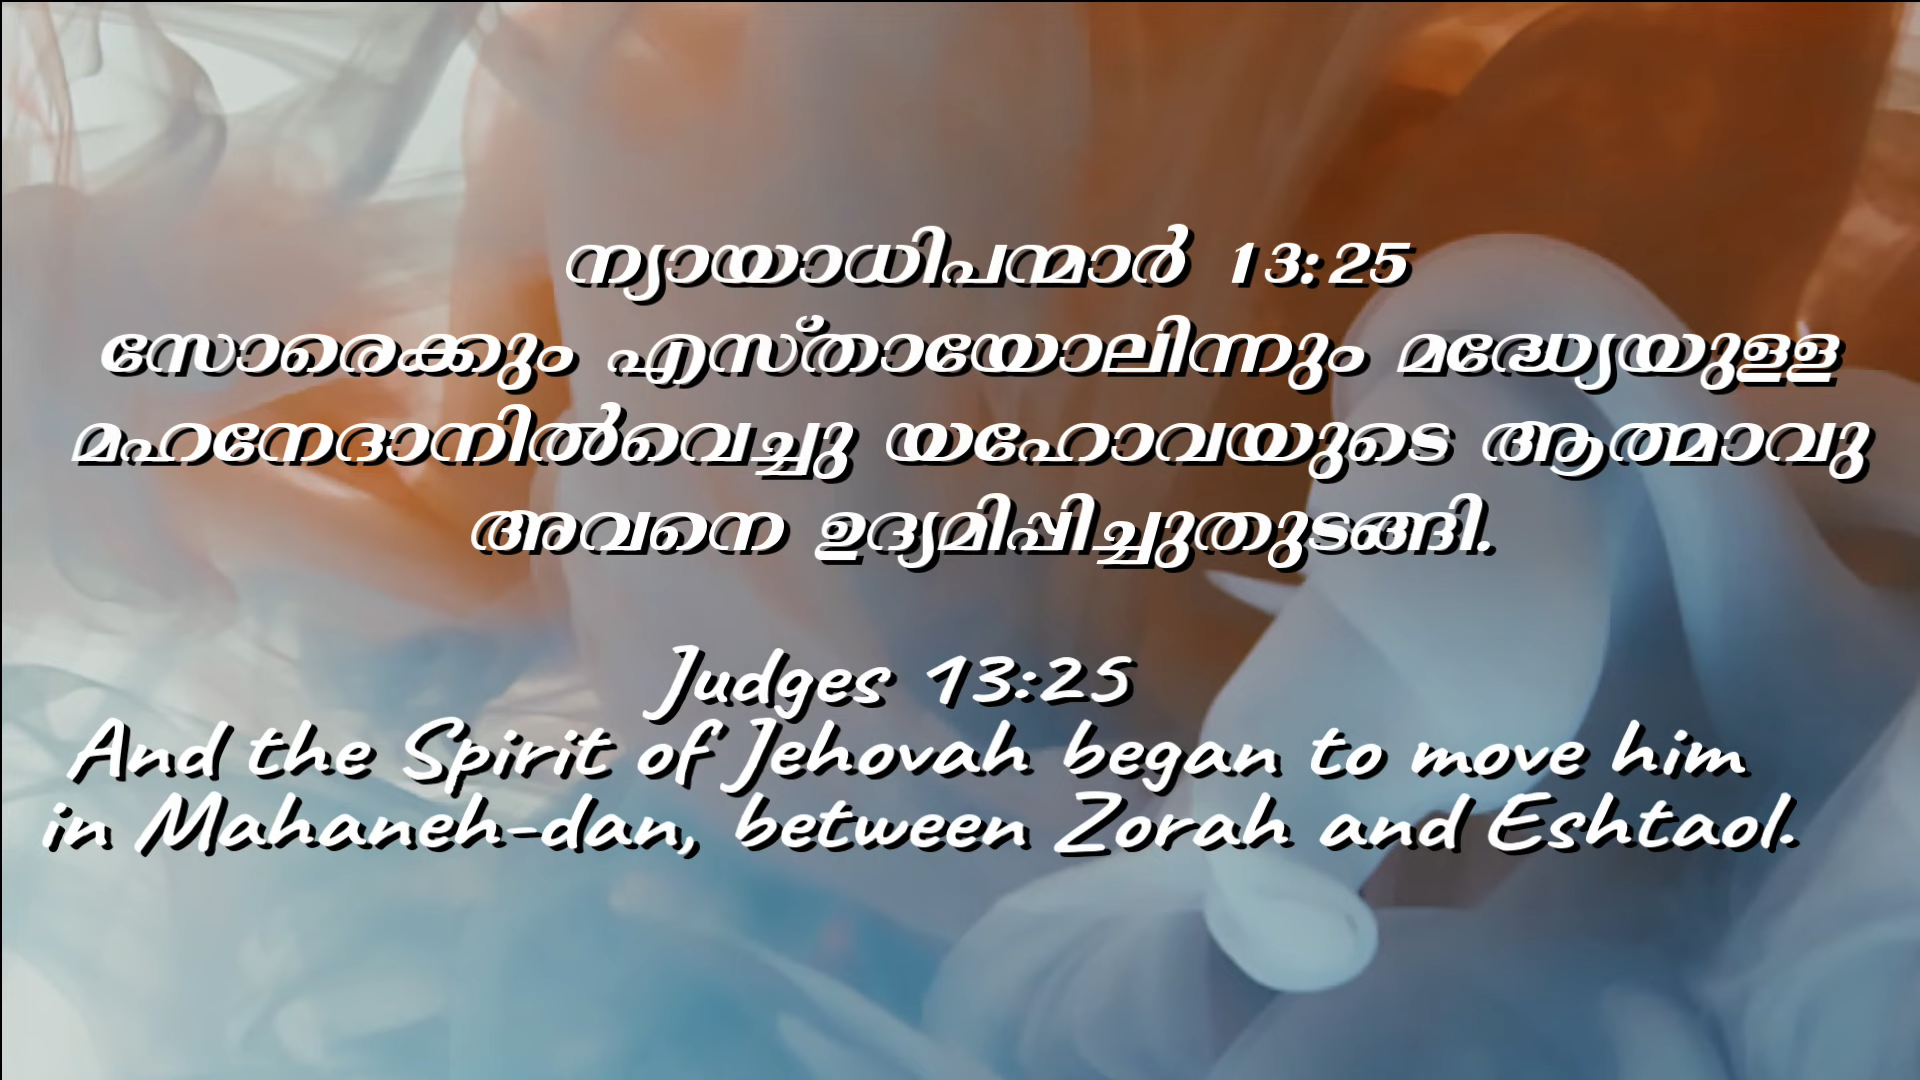 ന്യായാധിപന്മാർ 13:25
സോരെക്കും എസ്തായോലിന്നും മദ്ധ്യേയുള്ള
മഹനേദാനിൽവെച്ചു യഹോവയുടെ ആത്മാവു
അവനെ ഉദ്യമിപ്പിച്ചുതുടങ്ങി.
Judges 13:25
And the Spirit of Jehovah began to move him
in Mahaneh-dan, between Zorah and Eshtaol.